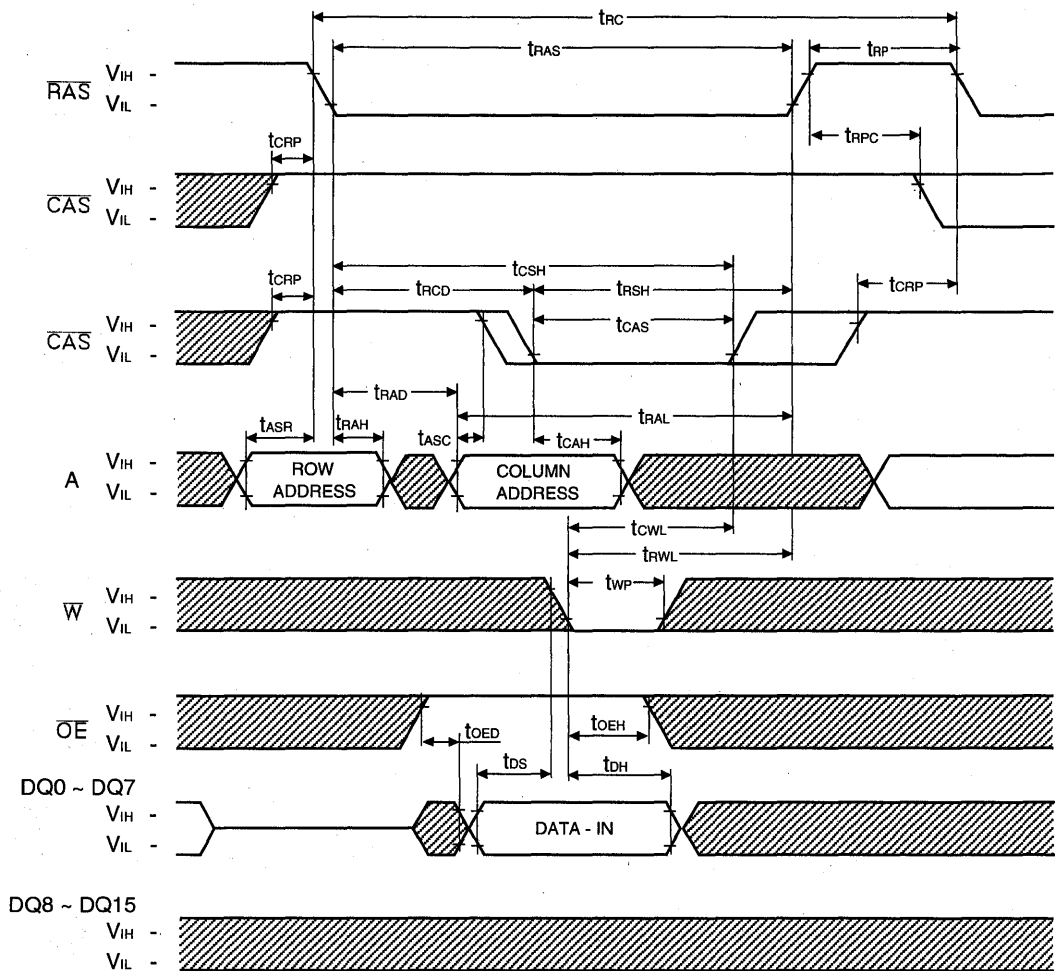 tRC
tRAS tRP
RAS VIH -
VIL -
tCRP tRPC
CAS VIH -
VIL -
tCSH
tCRP tRCD tRSH tCRP
tCAS
CAS VIH -
VIL -
tRAD tRAL
tASR tRAH tASC tCAH
A VIH -
VIL -
ROW ADDRESS
COLUMN ADDRESS
tCWL
tRWL
tWP
W VIH -
VIL -
OE VIH -
VIL -
tOED tOEH
tDS tDH
DQ0 ~ DQ7
VIH -
VIL -
DATA - IN
DQ8 ~ DQ15
VIH -
VIL -